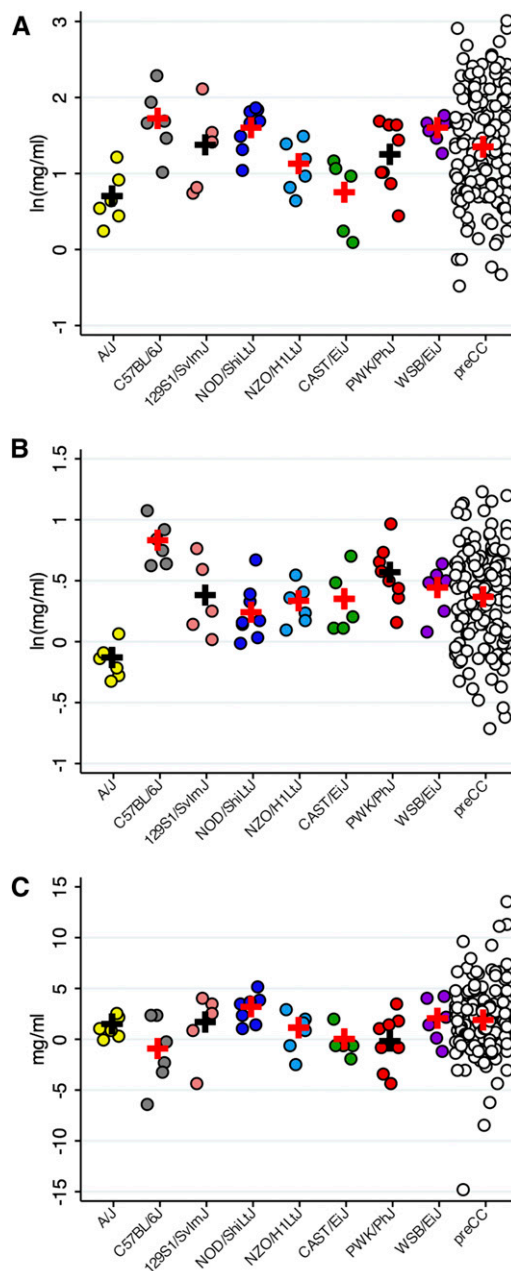 A
3
2
1
0
-1
ln(mg/ml)
A/J
C57BL/6J
129S1/SvImJ
NOD/ShiLtJ
NZO/H1LtJ
CAST/EiJ
PWK/PhJ
WSB/EiJ
preCC
B
1.5
1
.5
0
-.5
-1
ln(mg/ml)
A/J
C57BL/6J
129S1/SvImJ
NOD/ShiLtJ
NZO/H1LtJ
CAST/EiJ
PWK/PhJ
WSB/EiJ
preCC
C
15
10
5
0
-5
-10
-15
mg/ml
A/J
C57BL/6J
129S1/SvImJ
NOD/ShiLtJ
NZO/H1LtJ
CAST/EiJ
PWK/PhJ
WSB/EiJ
preCC